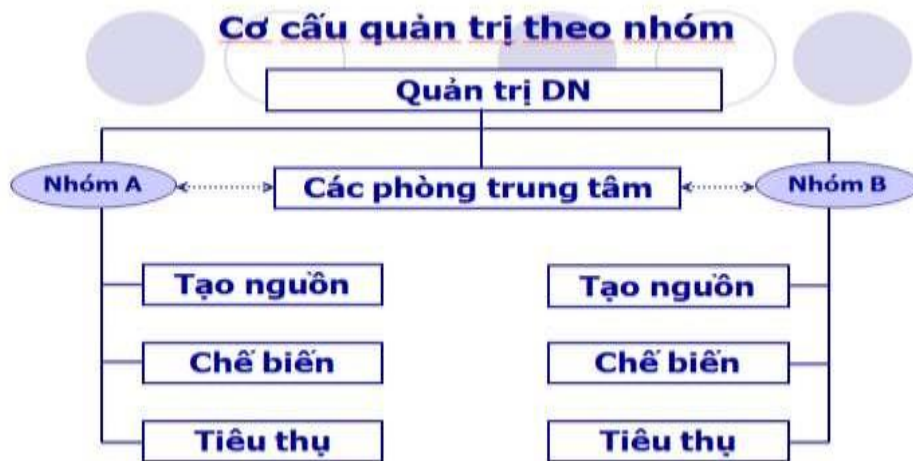 Cơ cấu quản trị theo nhóm
Quản trị DN
Nhóm A
Các phòng trung tâm
Nhóm B
Tạo nguồn
Tạo nguồn
Chế biến
Chế biến
Tiêu thụ
Tiêu thụ